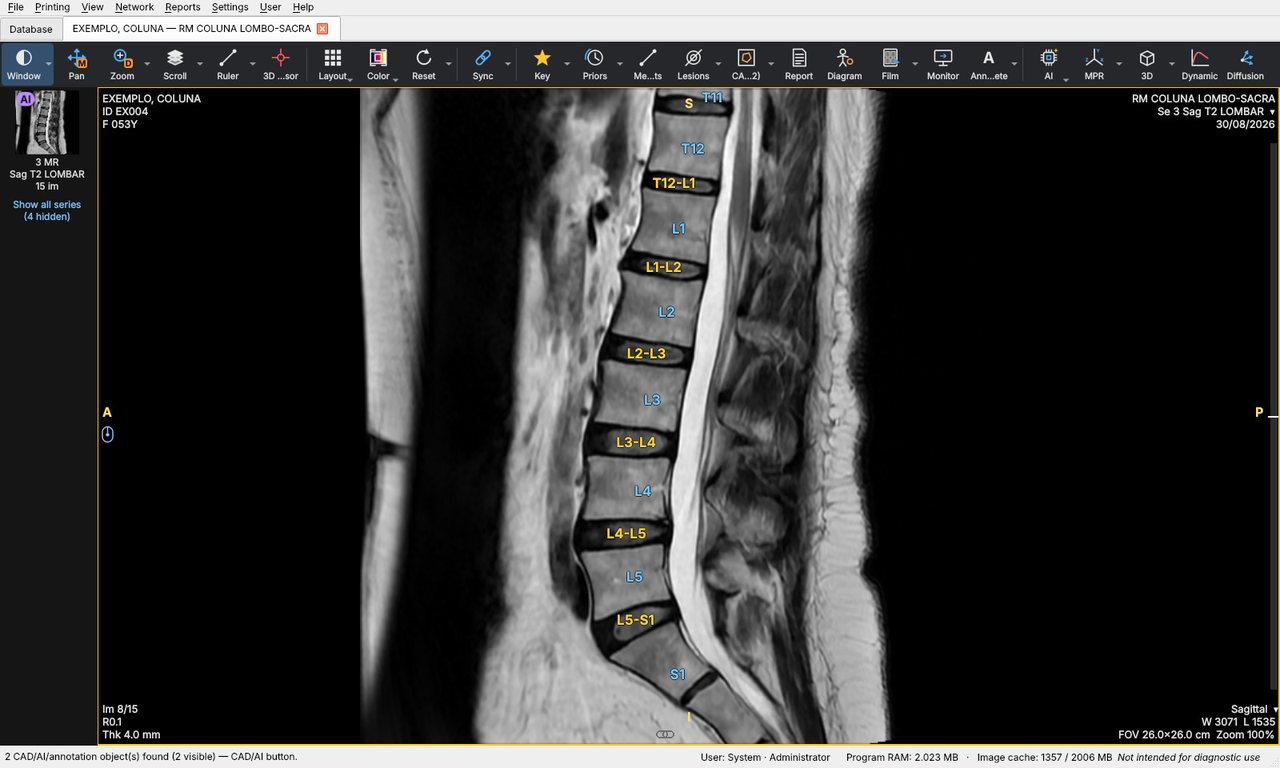 File Printing View Network Reports Settings User Help
Database EXEMPLO, COLUNA — RM COLUNA LOMBO-SACRA
Window Pan Zoom Scroll Ruler 3D ...sor Layout Color Reset Sync Key Priors Me...ts Lesions CA...2) Report Diagram Film Monitor Ann...ete AI MPR 3D Dynamic Diffusion
AI
3 MR
Sag T2 LOMBAR
15 im
Show all series
(4 hidden)
EXEMPLO, COLUNA
ID EX004
F 053Y
RM COLUNA LOMBO-SACRA
Se 3 Sag T2 LOMBAR
30/08/2026
S
T11
T12
T12-L1
L1
L1-L2
L2
L2-L3
L3
A
P
L3-L4
L4
L4-L5
L5
L5-S1
S1
I
Im 8/15
R0.1
Thk 4.0 mm
Sagittal
W 3071 L 1535
FOV 26.0×26.0 cm Zoom 100%
2 CAD/AI/annotation object(s) found (2 visible) — CAD/AI button.
User: System · Administrator Program RAM: 2.023 MB · Image cache: 1357 / 2006 MB Not intended for diagnostic use